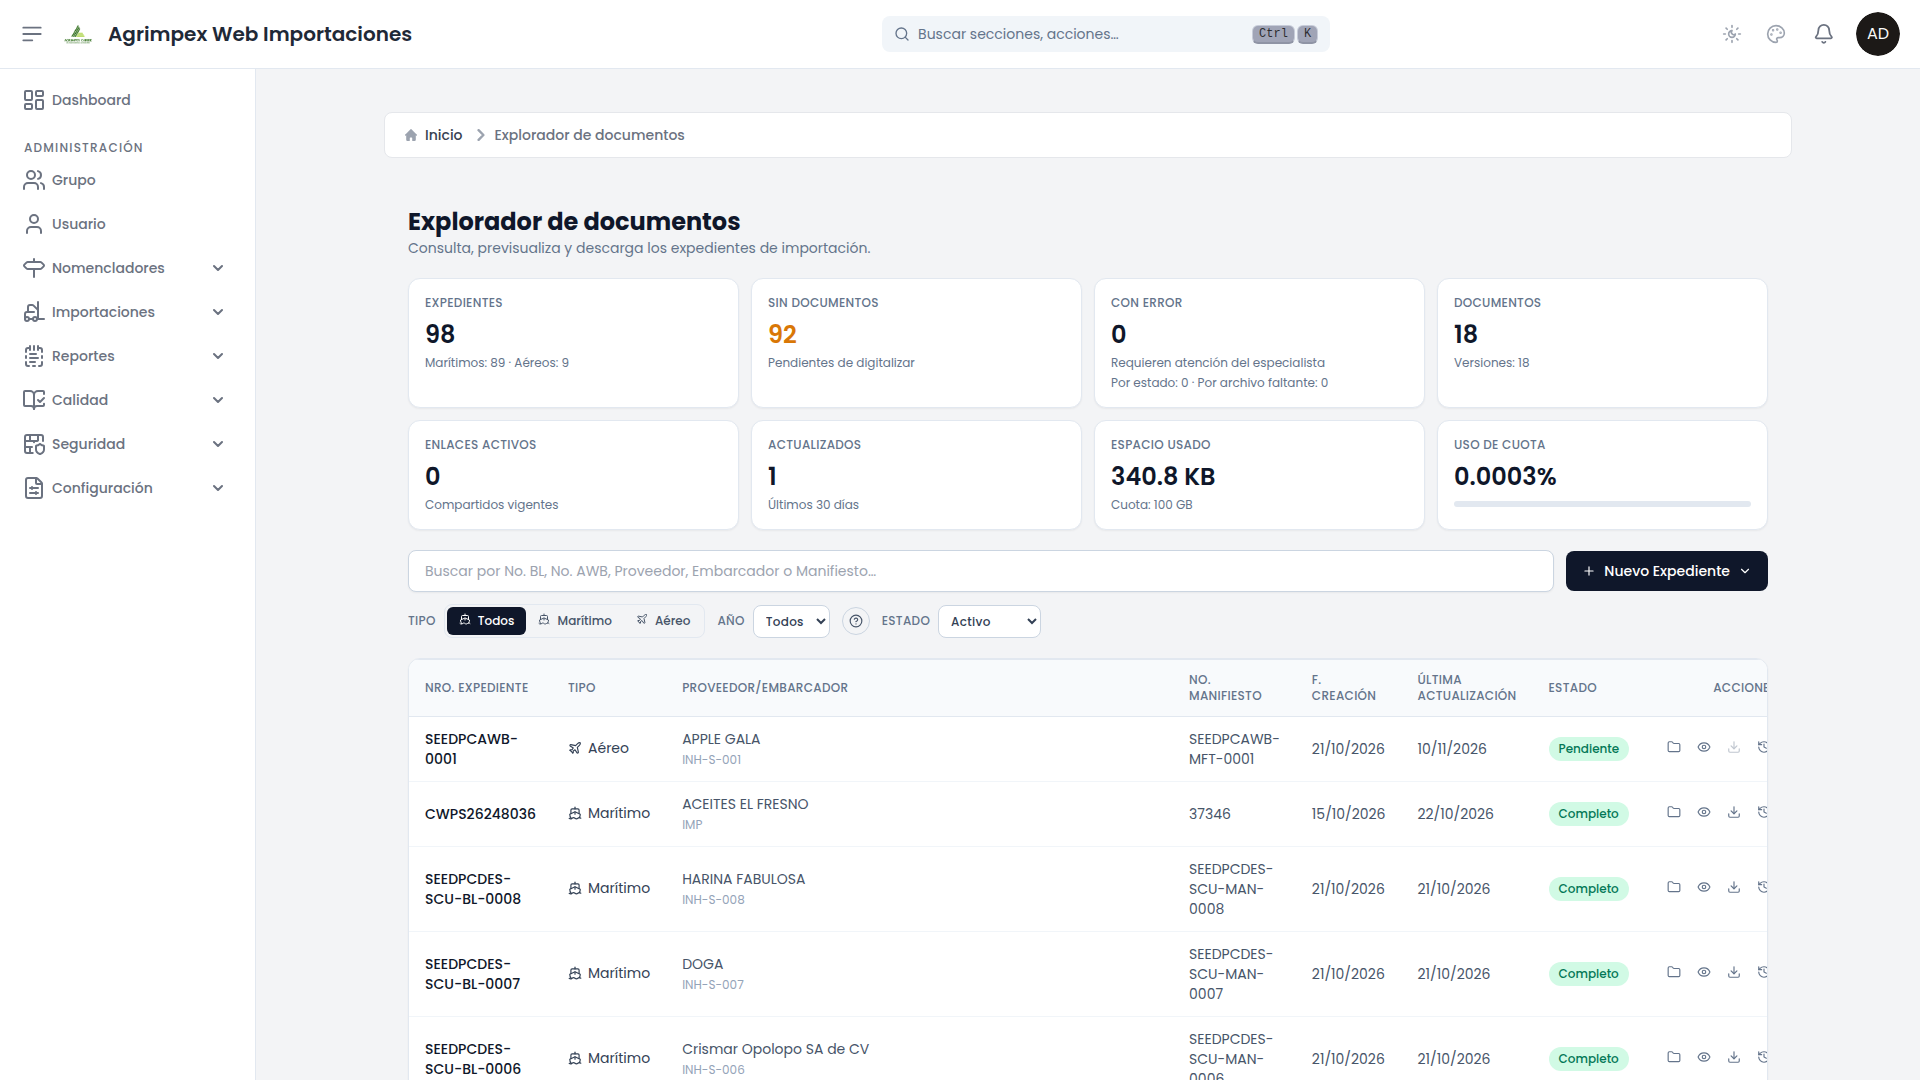 Agrimpex Web Importaciones
Buscar secciones, acciones...
Ctrl K
AD
Dashboard
ADMINISTRACIÓN
Grupo
Usuario
Nomencladores
Importaciones
Reportes
Calidad
Seguridad
Configuración
Inicio
Explorador de documentos
Explorador de documentos
Consulta, previsualiza y descarga los expedientes de importación.
EXPEDIENTES
98
Marítimos: 89 · Aéreos: 9
SIN DOCUMENTOS
92
Pendientes de digitalizar
CON ERROR
0
Requieren atención del especialista
Por estado: 0 · Por archivo faltante: 0
DOCUMENTOS
18
Versiones: 18
ENLACES ACTIVOS
0
Compartidos vigentes
ACTUALIZADOS
1
Últimos 30 días
ESPACIO USADO
340.8 KB
Cuota: 100 GB
USO DE CUOTA
0.0003%
Buscar por No. BL, No. AWB, Proveedor, Embarcador o Manifiesto...
Nuevo Expediente
TIPO Todos Marítimo Aéreo AÑO Todos ESTADO Activo
NRO. EXPEDIENTE
TIPO
PROVEEDOR/EMBARCADOR
NO.
MANIFIESTO
F.
CREACIÓN
ÚLTIMA
ACTUALIZACIÓN
ESTADO
ACCIONE
SEEDPCAWB-
0001
Aéreo
APPLE GALA
INH-S-001
SEEDPCAWB-
MFT-0001
21/10/2026
10/11/2026
Pendiente
CWPS26248036
Marítimo
ACEITES EL FRESNO
IMP
37346
15/10/2026
22/10/2026
Completo
SEEDPCDES-
SCU-BL-0008
Marítimo
HARINA FABULOSA
INH-S-008
SEEDPCDES-
SCU-MAN-
0008
21/10/2026
21/10/2026
Completo
SEEDPCDES-
SCU-BL-0007
Marítimo
DOGA
INH-S-007
SEEDPCDES-
SCU-MAN-
0007
21/10/2026
21/10/2026
Completo
SEEDPCDES-
SCU-BL-0006
Marítimo
Crismar Opolopo SA de CV
INH-S-006
SEEDPCDES-
SCU-MAN-
0006
21/10/2026
21/10/2026
Completo